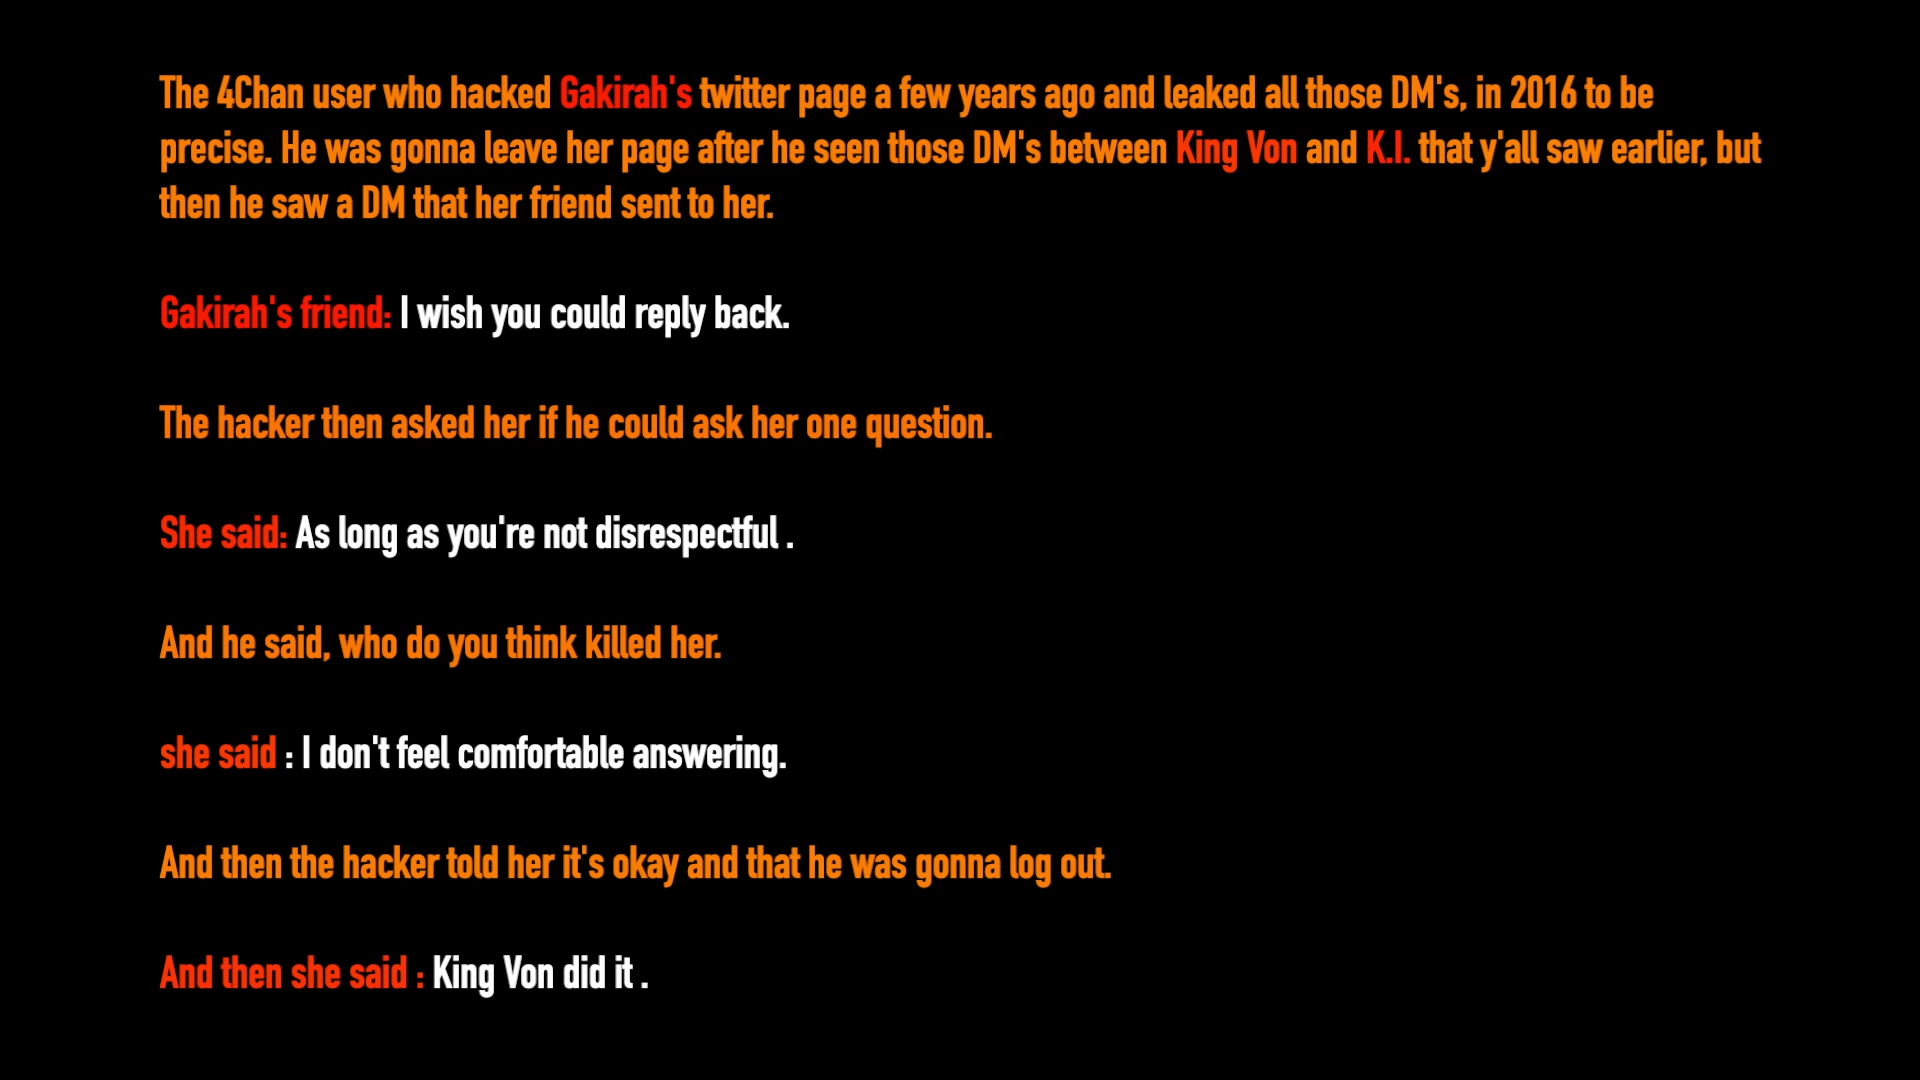 The 4Chan user who hacked Gakirah's twitter page a few years ago and leaked all those DM's, in 2016 to be
precise. He was gonna leave her page after he seen those DM's between King Von and K.I. that y'all saw earlier, but
then he saw a DM that her friend sent to her.
Gakirah's friend: I wish you could reply back.
The hacker then asked her if he could ask her one question.
She said: As long as you're not disrespectful .
And he said, who do you think killed her.
she said : I don't feel comfortable answering.
And then the hacker told her it's okay and that he was gonna log out.
And then she said : King Von did it .